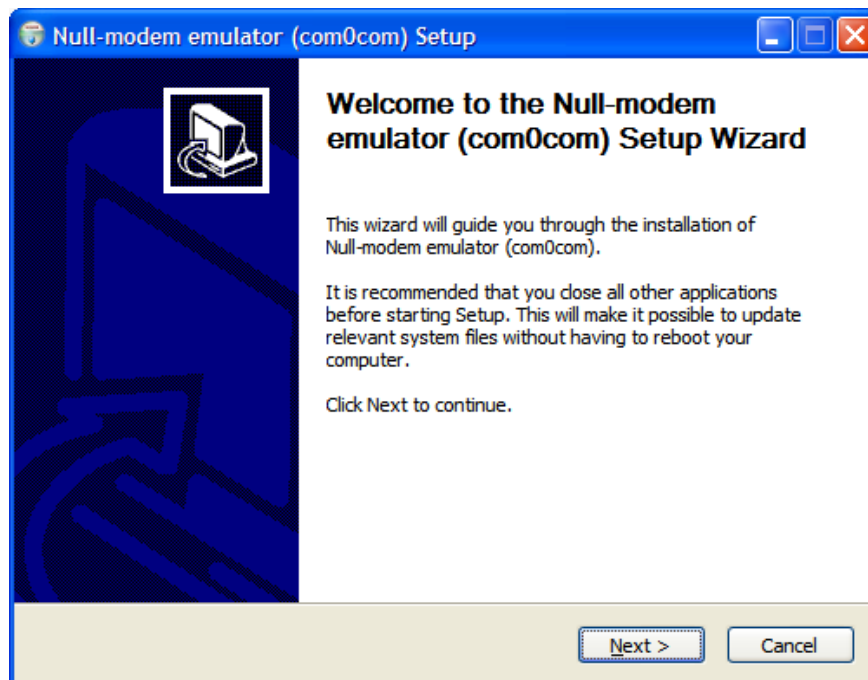 Null-modem emulator (com0com) Setup
Welcome to the Null-modem
emulator (com0com) Setup Wizard
This wizard will guide you through the installation of
Null-modem emulator (com0com).
It is recommended that you close all other applications
before starting Setup. This will make it possible to update
relevant system files without having to reboot your
computer.
Click Next to continue.
Next >
Cancel